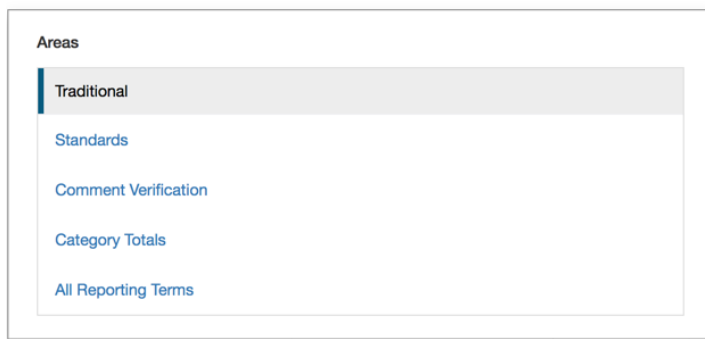 Areas
Traditional
Standards
Comment Verification
Category Totals
All Reporting Terms